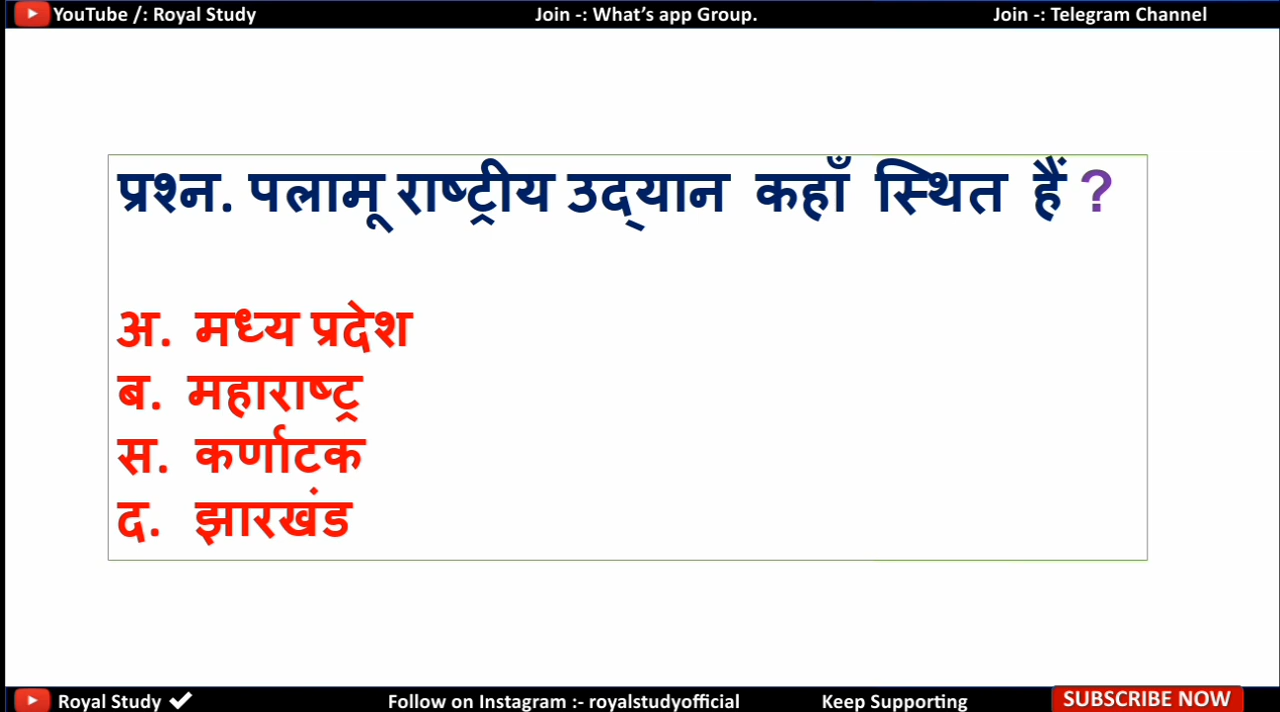 YouTube /: Royal Study Join -: What’s app Group. Join -: Telegram Channel
प्रश्न. पलामू राष्ट्रीय उद्‌यान कहाँ स्थित हैं ?
अ. मध्य प्रदेश
ब. महाराष्ट्र
स. कर्णाटक
द. झारखंड
Royal Study Follow on Instagram :- royalstudyofficial Keep Supporting SUBSCRIBE NOW